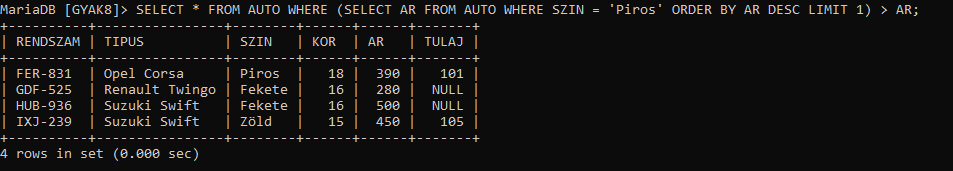 MariaDB [GYAK8]> SELECT * FROM AUTO WHERE (SELECT AR FROM AUTO WHERE SZIN = 'Piros' ORDER BY AR DESC LIMIT 1) > AR;
+----------+----------------+--------+------+------+-------+
| RENDSZAM | TIPUS          | SZIN   | KOR  | AR   | TULAJ |
+----------+----------------+--------+------+------+-------+
| FER-831  | Opel Corsa     | Piros  |   18 |  390 |   101 |
| GDF-525  | Renault Twingo | Fekete |   16 |  280 |  NULL |
| HUB-936  | Suzuki Swift   | Fekete |   16 |  500 |  NULL |
| IXJ-239  | Suzuki Swift   | Zöld   |   15 |  450 |   105 |
+----------+----------------+--------+------+------+-------+
4 rows in set (0.000 sec)